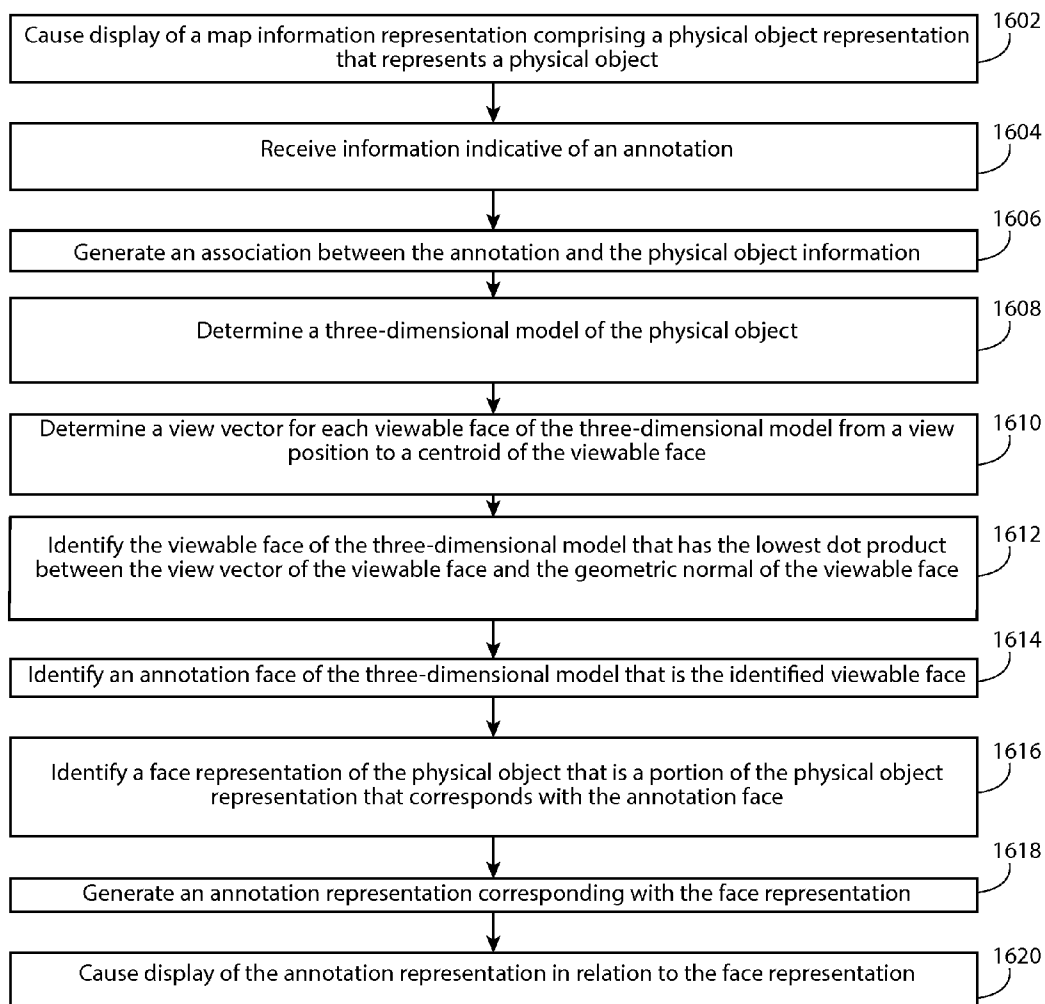 1602
Cause display of a map information representation comprising a physical object representation
that represents a physical object
1604
Receive information indicative of an annotation
1606
Generate an association between the annotation and the physical object information
1608
Determine a three-dimensional model of the physical object
1610
Determine a view vector for each viewable face of the three-dimensional model from a view
position to a centroid of the viewable face
1612
Identify the viewable face of the three-dimensional model that has the lowest dot product
between the view vector of the viewable face and the geometric normal of the viewable face
1614
Identify an annotation face of the three-dimensional model that is the identified viewable face
1616
Identify a face representation of the physical object that is a portion of the physical object
representation that corresponds with the annotation face
1618
Generate an annotation representation corresponding with the face representation
1620
Cause display of the annotation representation in relation to the face representation